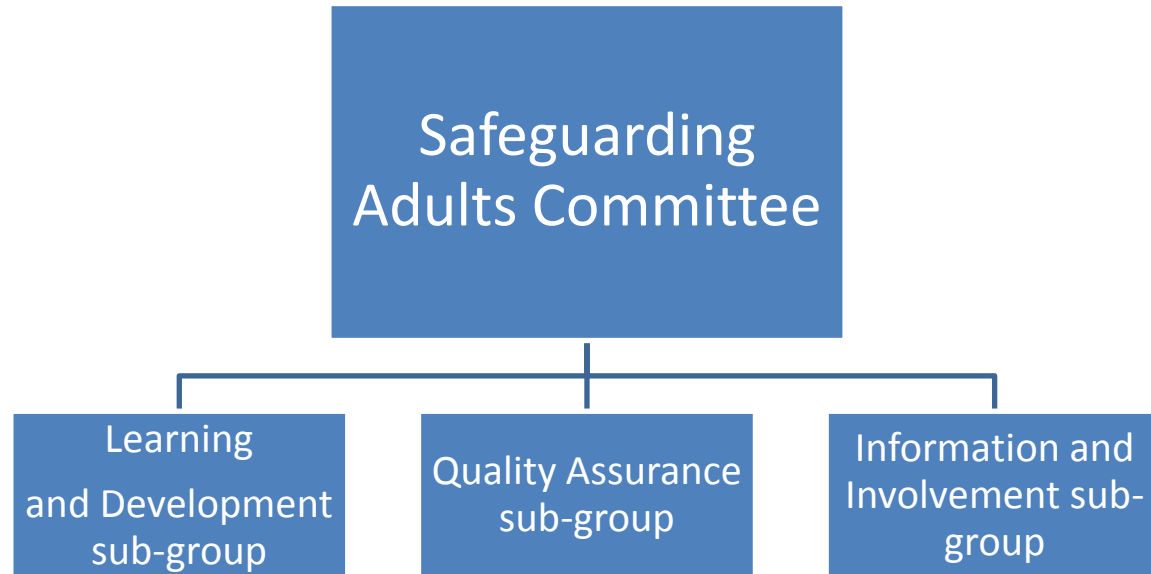 Safeguarding
Adults Committee
Learning
and Development
sub-group
Quality Assurance
sub-group
Information and
Involvement sub-
group